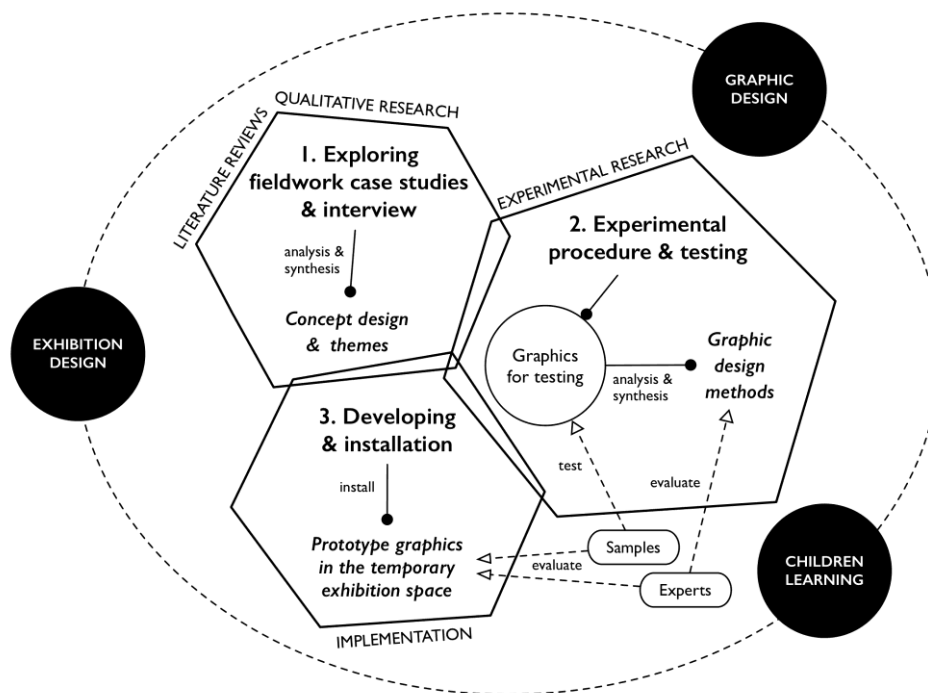 GRAPHIC
DESIGN
QUALITATIVE RESEARCH
LITERATURE REVIEWS
1. Exploring
fieldwork case studies
& interview
analysis &
synthesis
Concept design
& themes
EXPERIMENTAL RESEARCH
2. Experimental
procedure & testing
Graphics
for testing
analysis &
synthesis
Graphic
design
methods
test
evaluate
EXHIBITION
DESIGN
3. Developing
& installation
install
Prototype graphics
in the temporary
exhibition space
evaluate
Samples
Experts
IMPLEMENTATION
CHILDREN
LEARNING